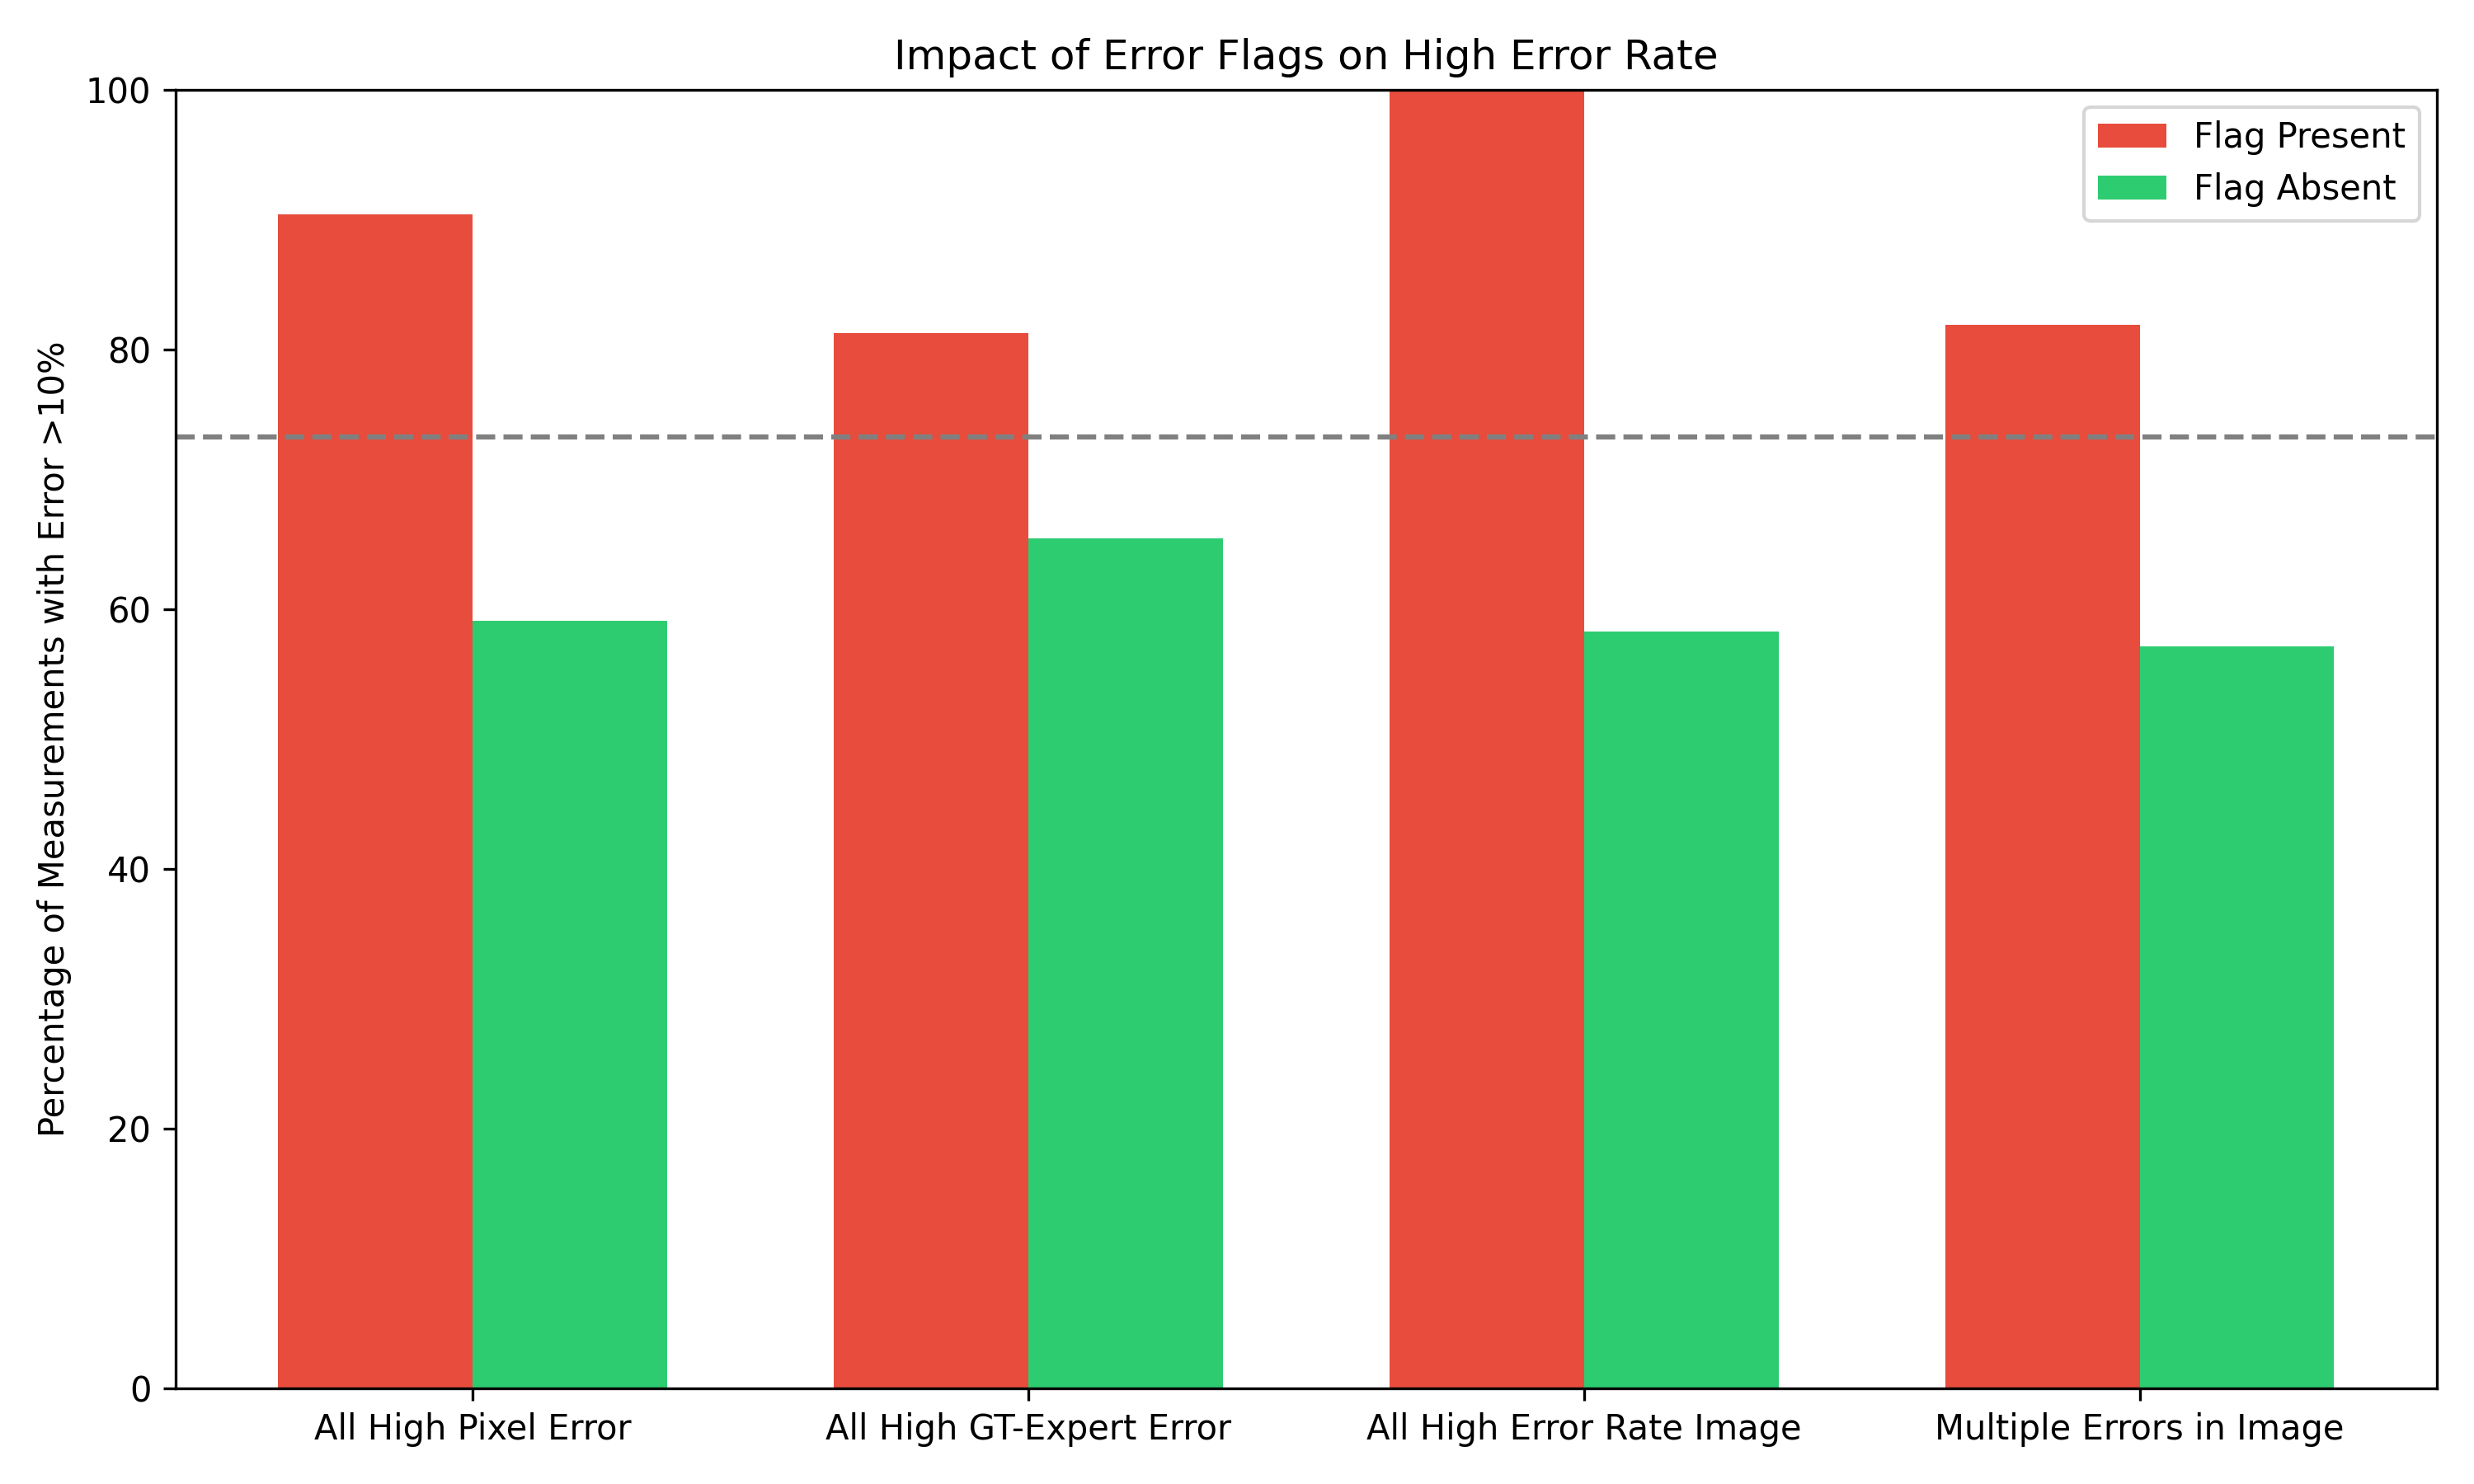 Impact of Error Flags on High Error Rate
Flag Present
Flag Absent
Percentage of Measurements with Error >10%
100
80
60
40
20
0
All High Pixel Error
All High GT-Expert Error
All High Error Rate Image
Multiple Errors in Image